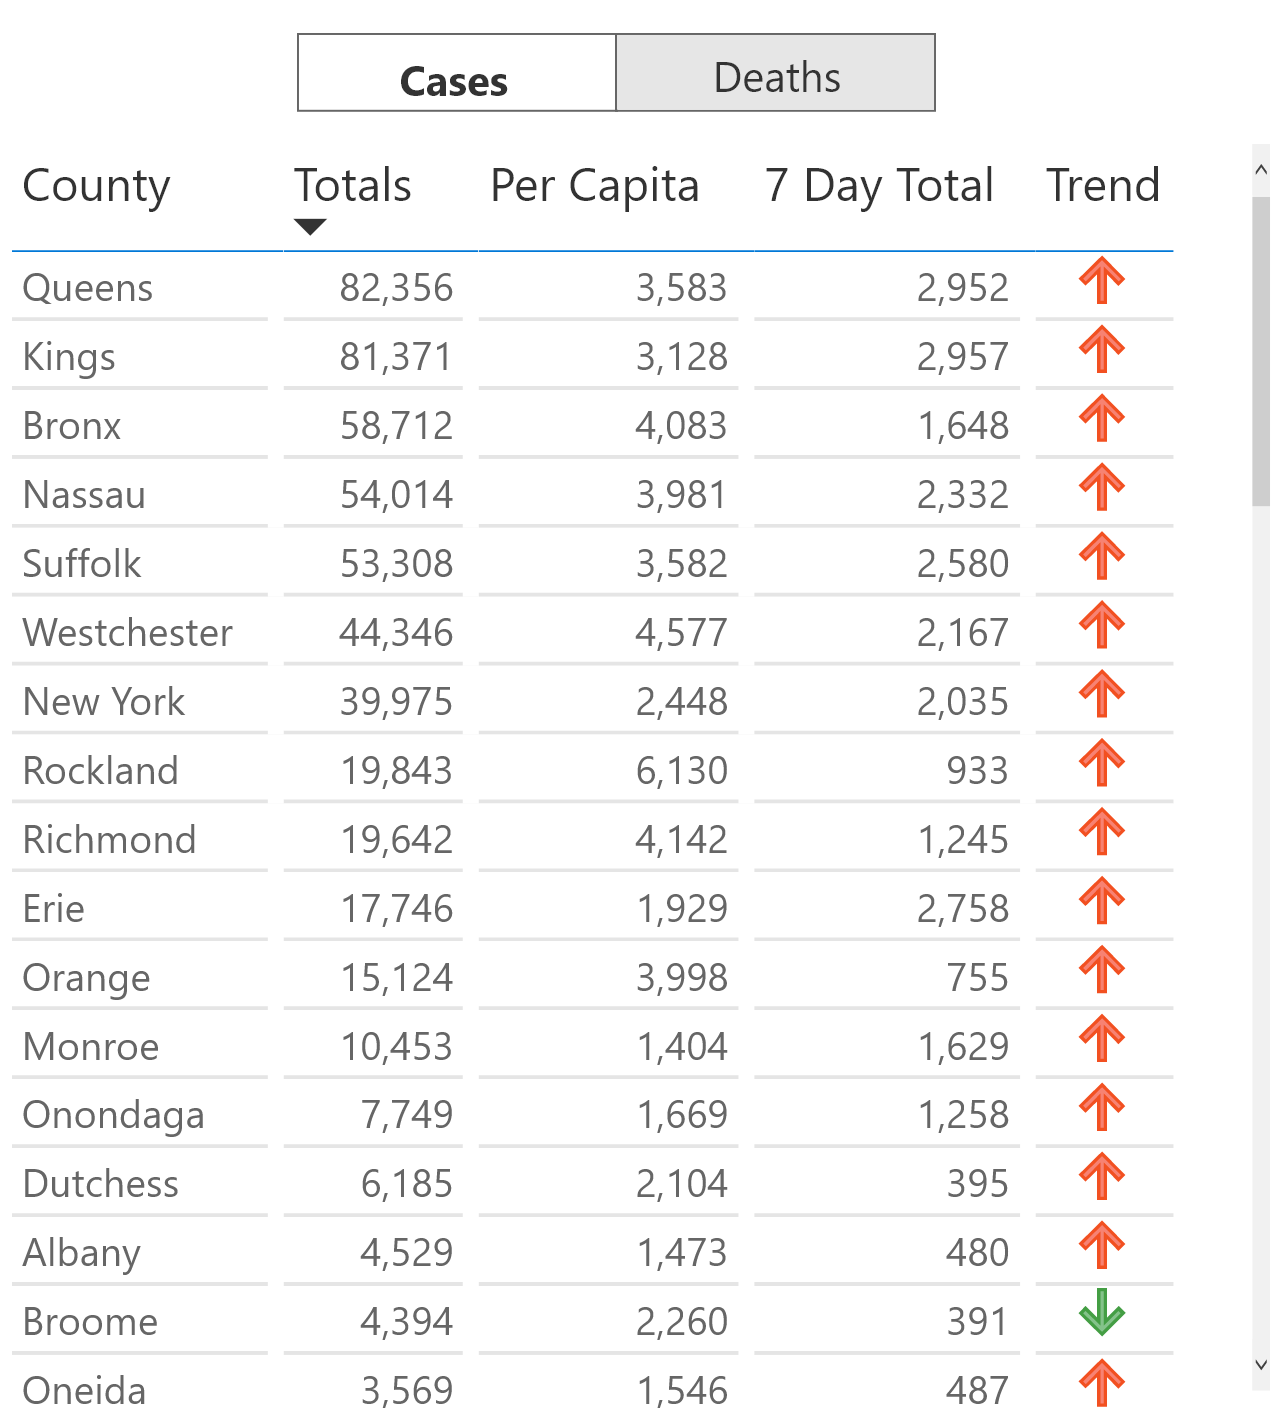 Cases Deaths
County Totals Per Capita 7 Day Total Trend
Queens 82,356 3,583 2,952
Kings 81,371 3,128 2,957
Bronx 58,712 4,083 1,648
Nassau 54,014 3,981 2,332
Suffolk 53,308 3,582 2,580
Westchester 44,346 4,577 2,167
New York 39,975 2,448 2,035
Rockland 19,843 6,130 933
Richmond 19,642 4,142 1,245
Erie 17,746 1,929 2,758
Orange 15,124 3,998 755
Monroe 10,453 1,404 1,629
Onondaga 7,749 1,669 1,258
Dutchess 6,185 2,104 395
Albany 4,529 1,473 480
Broome 4,394 2,260 391
Oneida 3,569 1,546 487